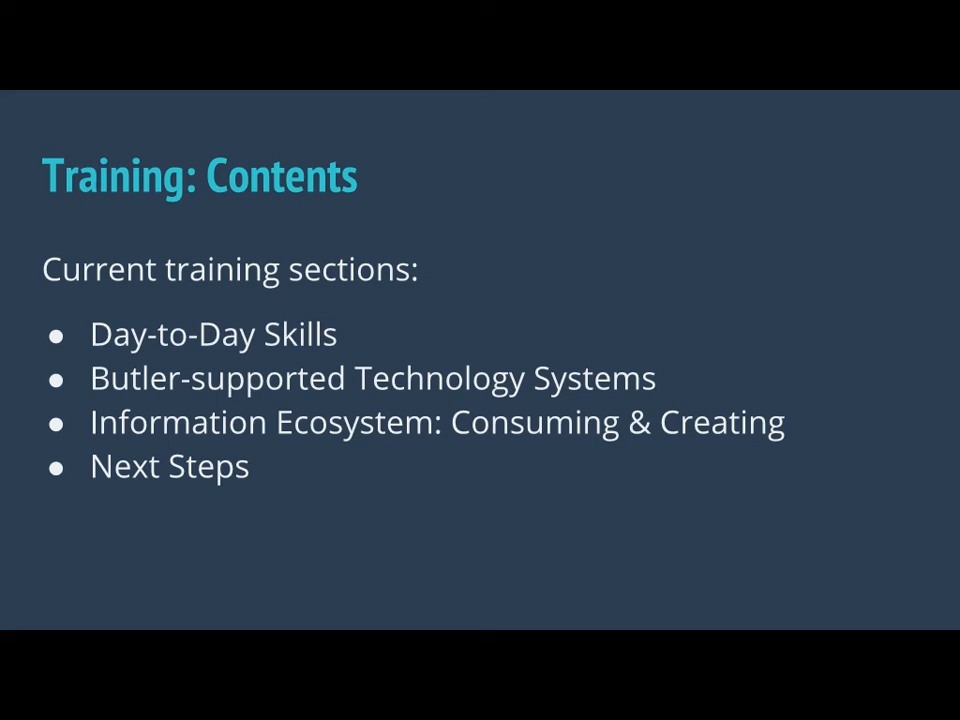 Training: Contents
Current training sections:
● Day-to-Day Skills
● Butler-supported Technology Systems
● Information Ecosystem: Consuming & Creating
● Next Steps